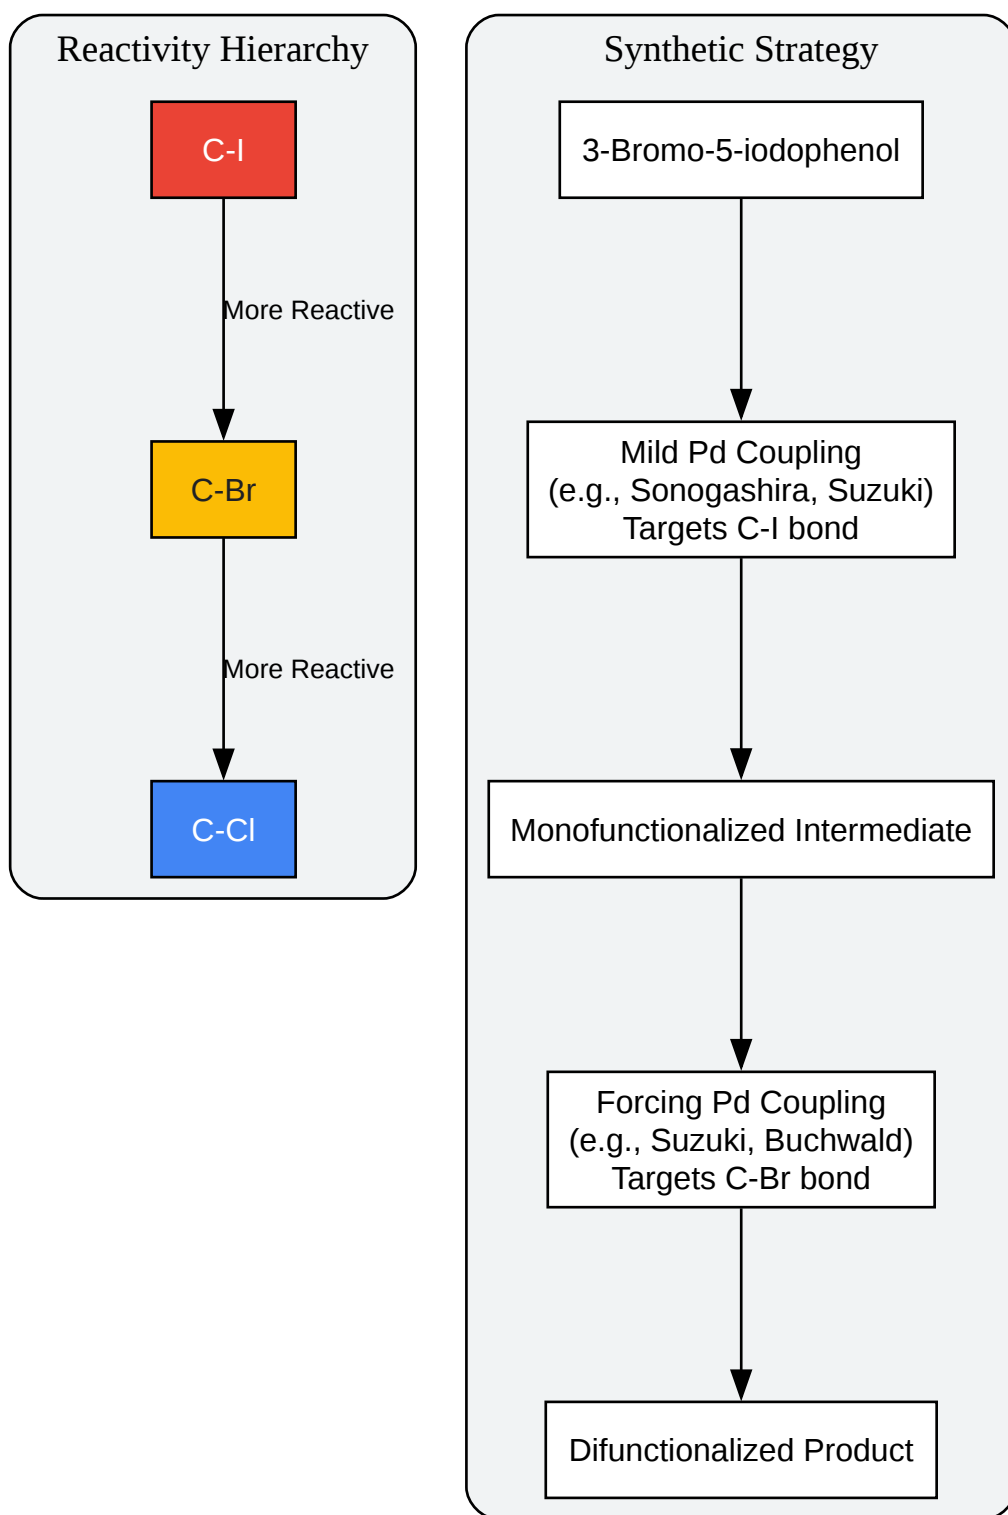 Reactivity Hierarchy
C-I
More Reactive
C-Br
More Reactive
C-Cl
Synthetic Strategy
3-Bromo-5-iodophenol
Mild Pd Coupling
(e.g., Sonogashira, Suzuki)
Targets C-I bond
Monofunctionalized Intermediate
Forcing Pd Coupling
(e.g., Suzuki, Buchwald)
Targets C-Br bond
Difunctionalized Product